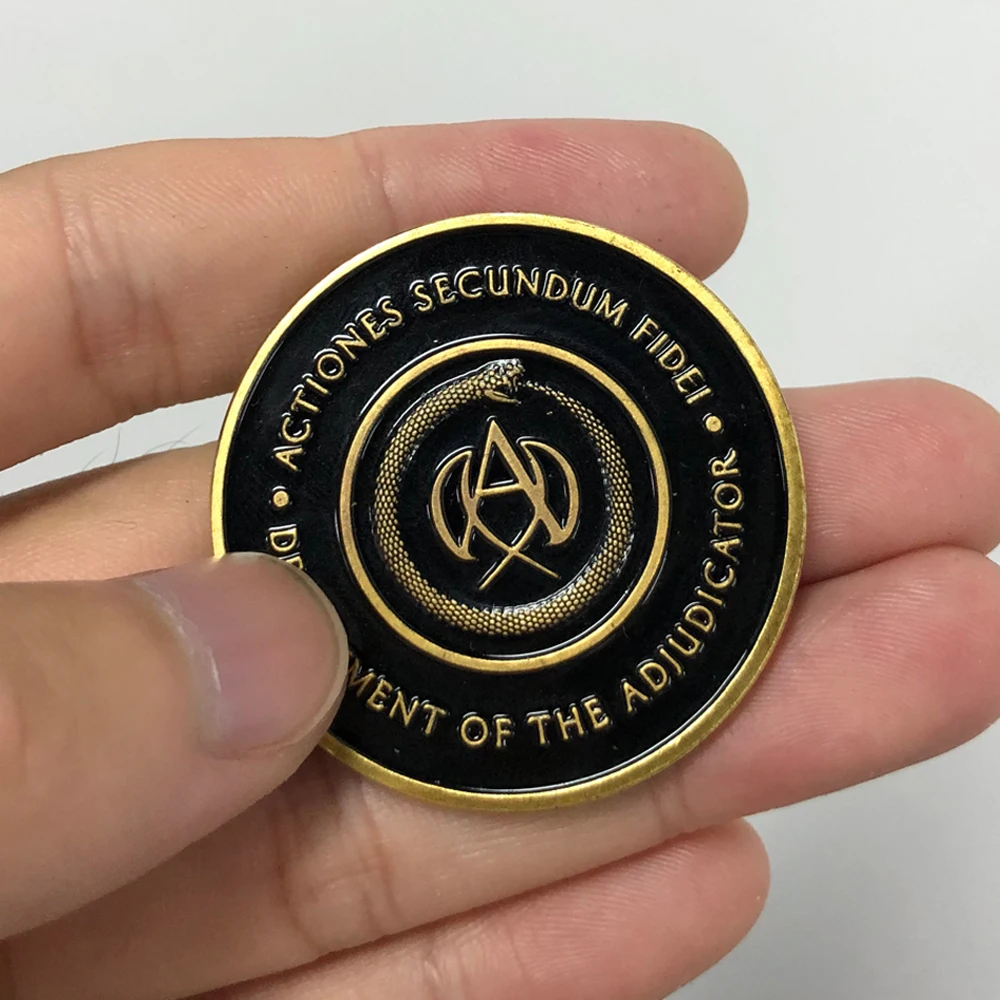 • ACTIONES SECUNDUM FIDEI •
MENT OF THE ADJUDICATOR
A